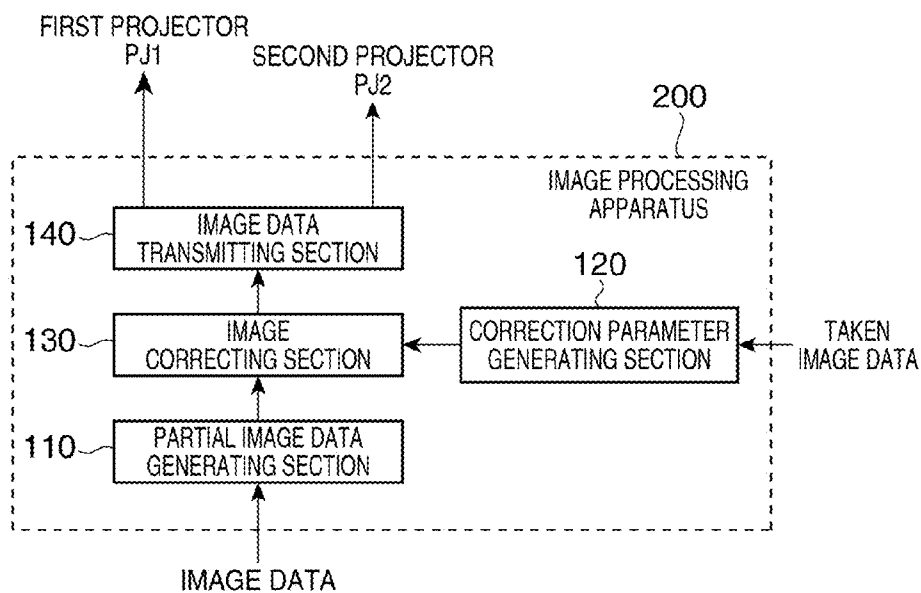 FIRST PROJECTOR
PJ1
SECOND PROJECTOR
PJ2
200
IMAGE PROCESSING
APPARATUS
140
IMAGE DATA
TRANSMITTING SECTION
120
130
IMAGE
CORRECTING SECTION
CORRECTION PARAMETER
GENERATING SECTION
TAKEN
IMAGE DATA
110
PARTIAL IMAGE DATA
GENERATING SECTION
IMAGE DATA